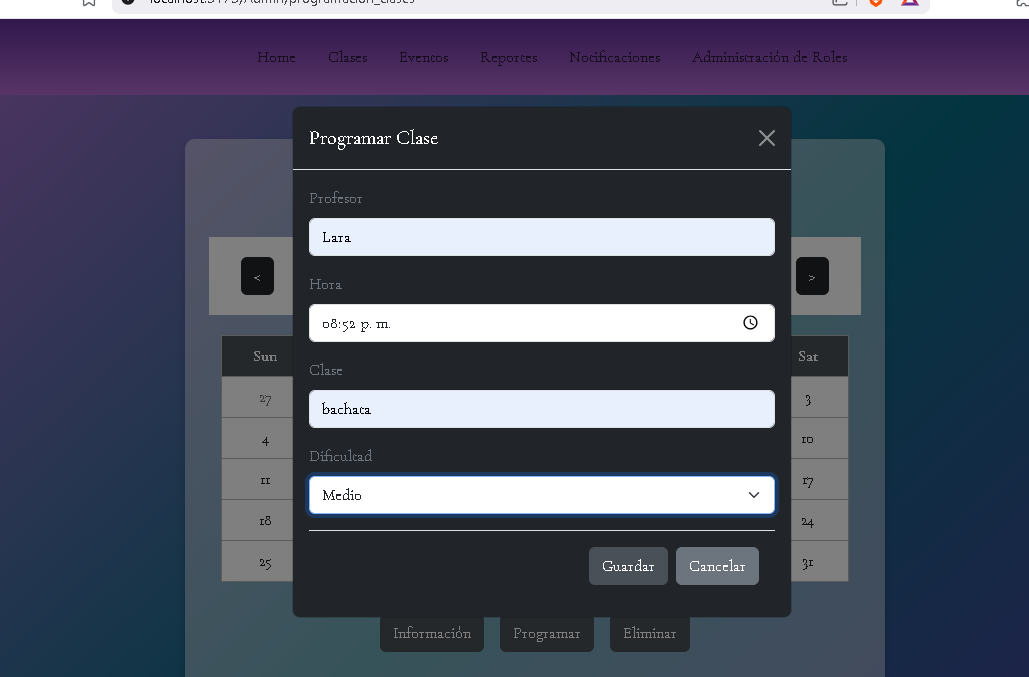 localhost:5173/Admin/programacion_clases
Home Clases Eventos Reportes Notificaciones Administración de Roles
Programar Clase
Profesor
Lara
< >
Hora
08:52 p. m.
Sun Sat
Clase
27 3
bachata
4 10
Dificultad
11 17
Medio
18 24
25 31
Guardar Cancelar
Información Programar Eliminar